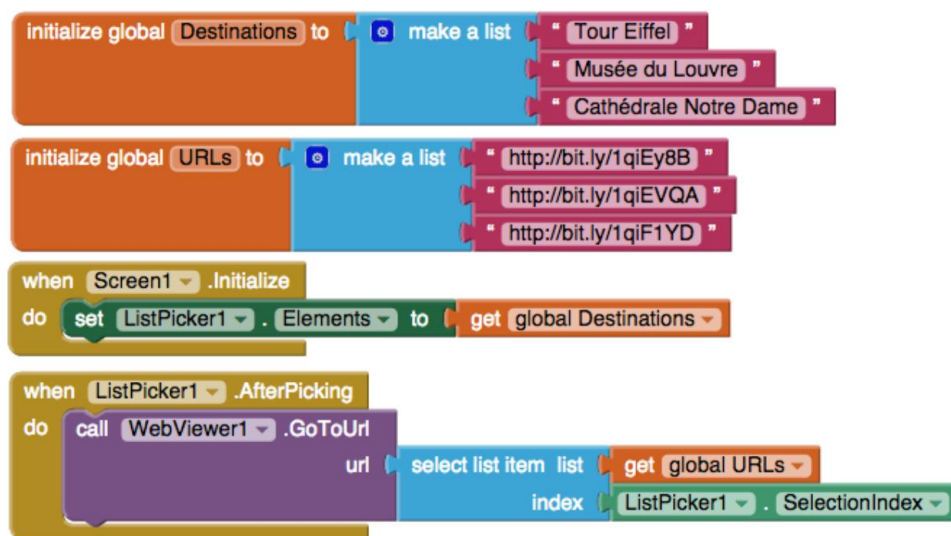 initialize global Destinations to make a list " Tour Eiffel "
" Musée du Louvre "
" Cathédrale Notre Dame "
initialize global URLs to make a list " http://bit.ly/1qiEy8B "
" http://bit.ly/1qiEVQA "
" http://bit.ly/1qiF1YD "
when Screen1 .Initialize
do set ListPicker1 . Elements to get global Destinations
when ListPicker1 .AfterPicking
do call WebViewer1 .GoToUrl
url select list item list get global URLs
index ListPicker1 . SelectionIndex